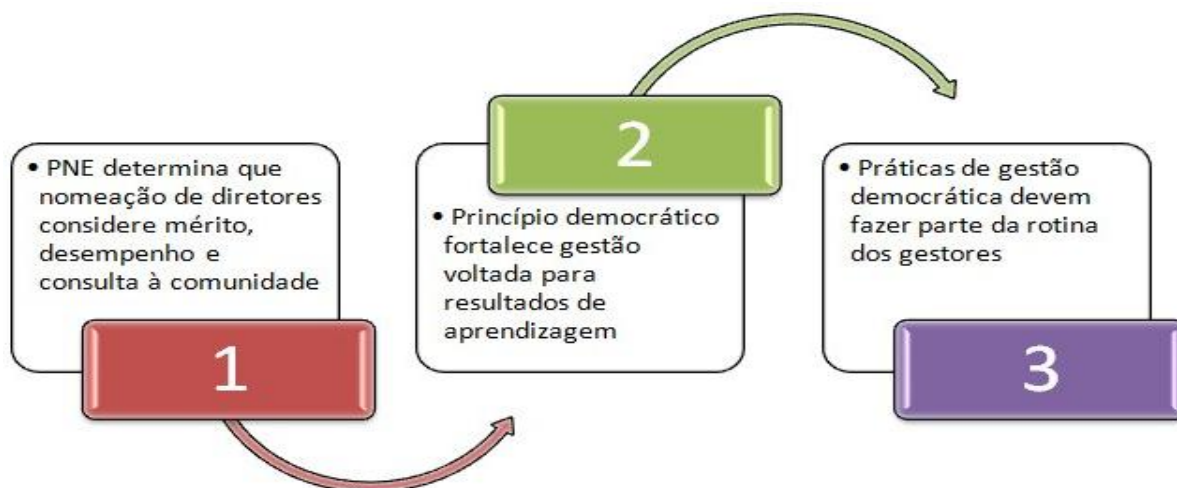 • PNE determina que
nomeação de diretores
considere mérito,
desempenho e
consulta à comunidade
1
2
• Princípio democrático
fortalece gestão
voltada para
resultados de
aprendizagem
• Práticas de gestão
democrática devem
fazer parte da rotina
dos gestores
3